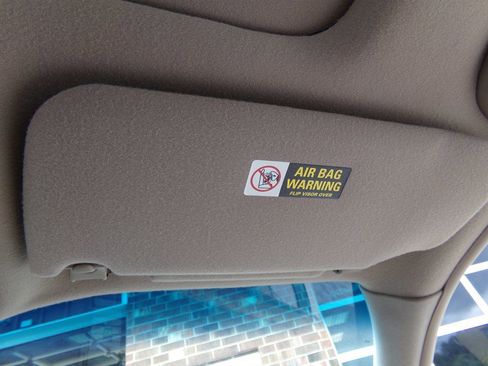 AIR BAG
WARNING
FLIP VISOR OVER